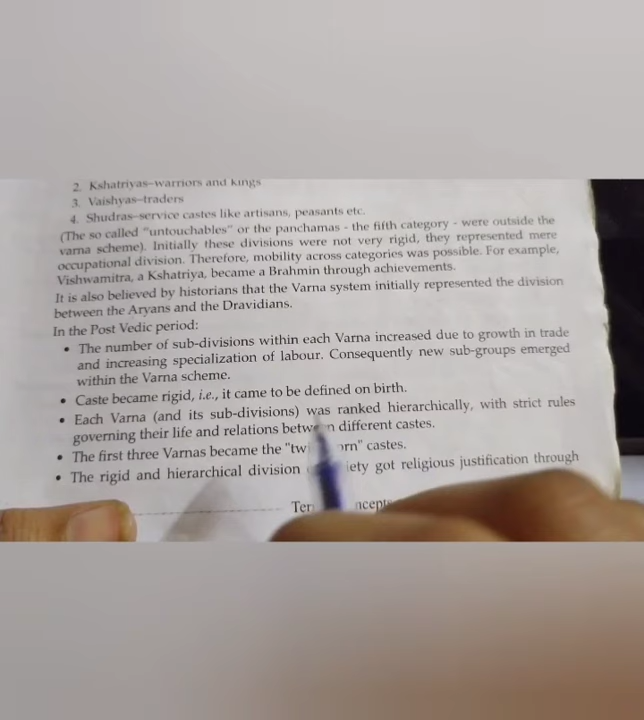 2. Kshatriyas–warriors and kings
3. Vaishyas–traders
4. Shudras–service castes like artisans, peasants etc.
(The so called "untouchables" or the panchamas - the fifth category - were outside the
varna scheme). Initially these divisions were not very rigid, they represented mere
occupational division. Therefore, mobility across categories was possible. For example,
Vishwamitra, a Kshatriya, became a Brahmin through achievements.
It is also believed by historians that the Varna system initially represented the division
between the Aryans and the Dravidians.
In the Post Vedic period:
• The number of sub-divisions within each Varna increased due to growth in trade
and increasing specialization of labour. Consequently new sub-groups emerged
within the Varna scheme.
• Caste became rigid, i.e., it came to be defined on birth.
• Each Varna (and its sub-divisions) was ranked hierarchically, with strict rules
governing their life and relations between different castes.
• The first three Varnas became the "tw orn" castes.
• The rigid and hierarchical division iety got religious justification through